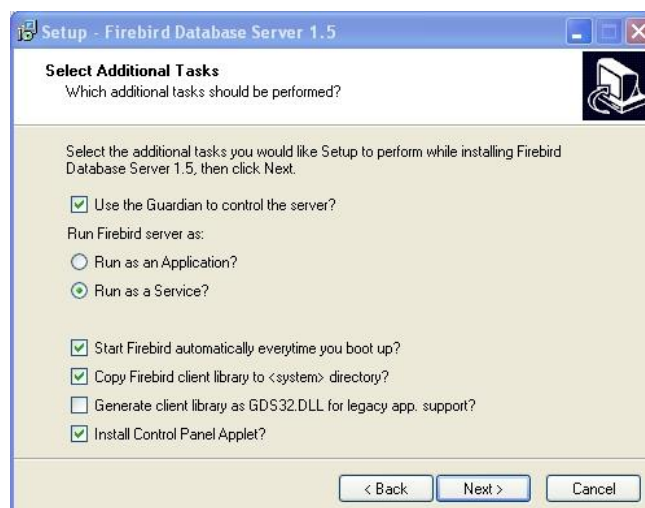 Setup - Firebird Database Server 1.5
Select Additional Tasks
Which additional tasks should be performed?
Select the additional tasks you would like Setup to perform while installing Firebird
Database Server 1.5, then click Next.
Use the Guardian to control the server?
Run Firebird server as:
Run as an Application?
Run as a Service?
Start Firebird automatically everytime you boot up?
Copy Firebird client library to <system> directory?
Generate client library as GDS32.DLL for legacy app. support?
Install Control Panel Applet?
< Back
Next >
Cancel